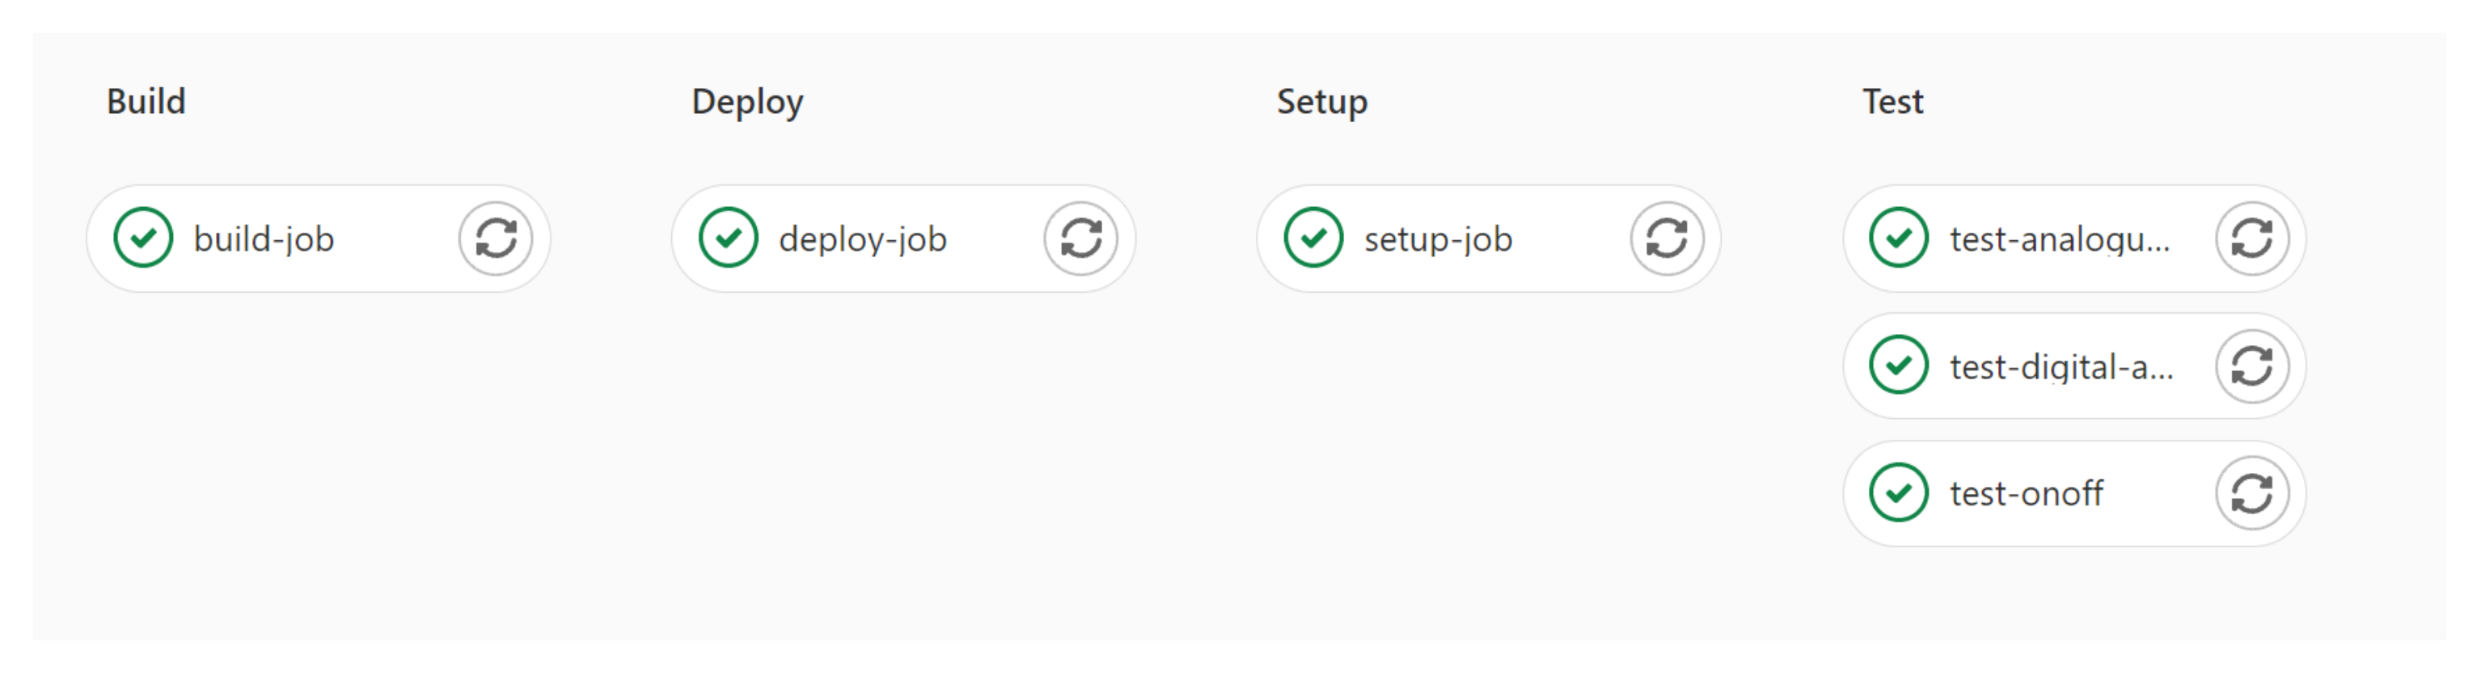 Build
Deploy
Setup
Test
build-job
deploy-job
setup-job
test-analogu...
test-digital-a...
test-onoff